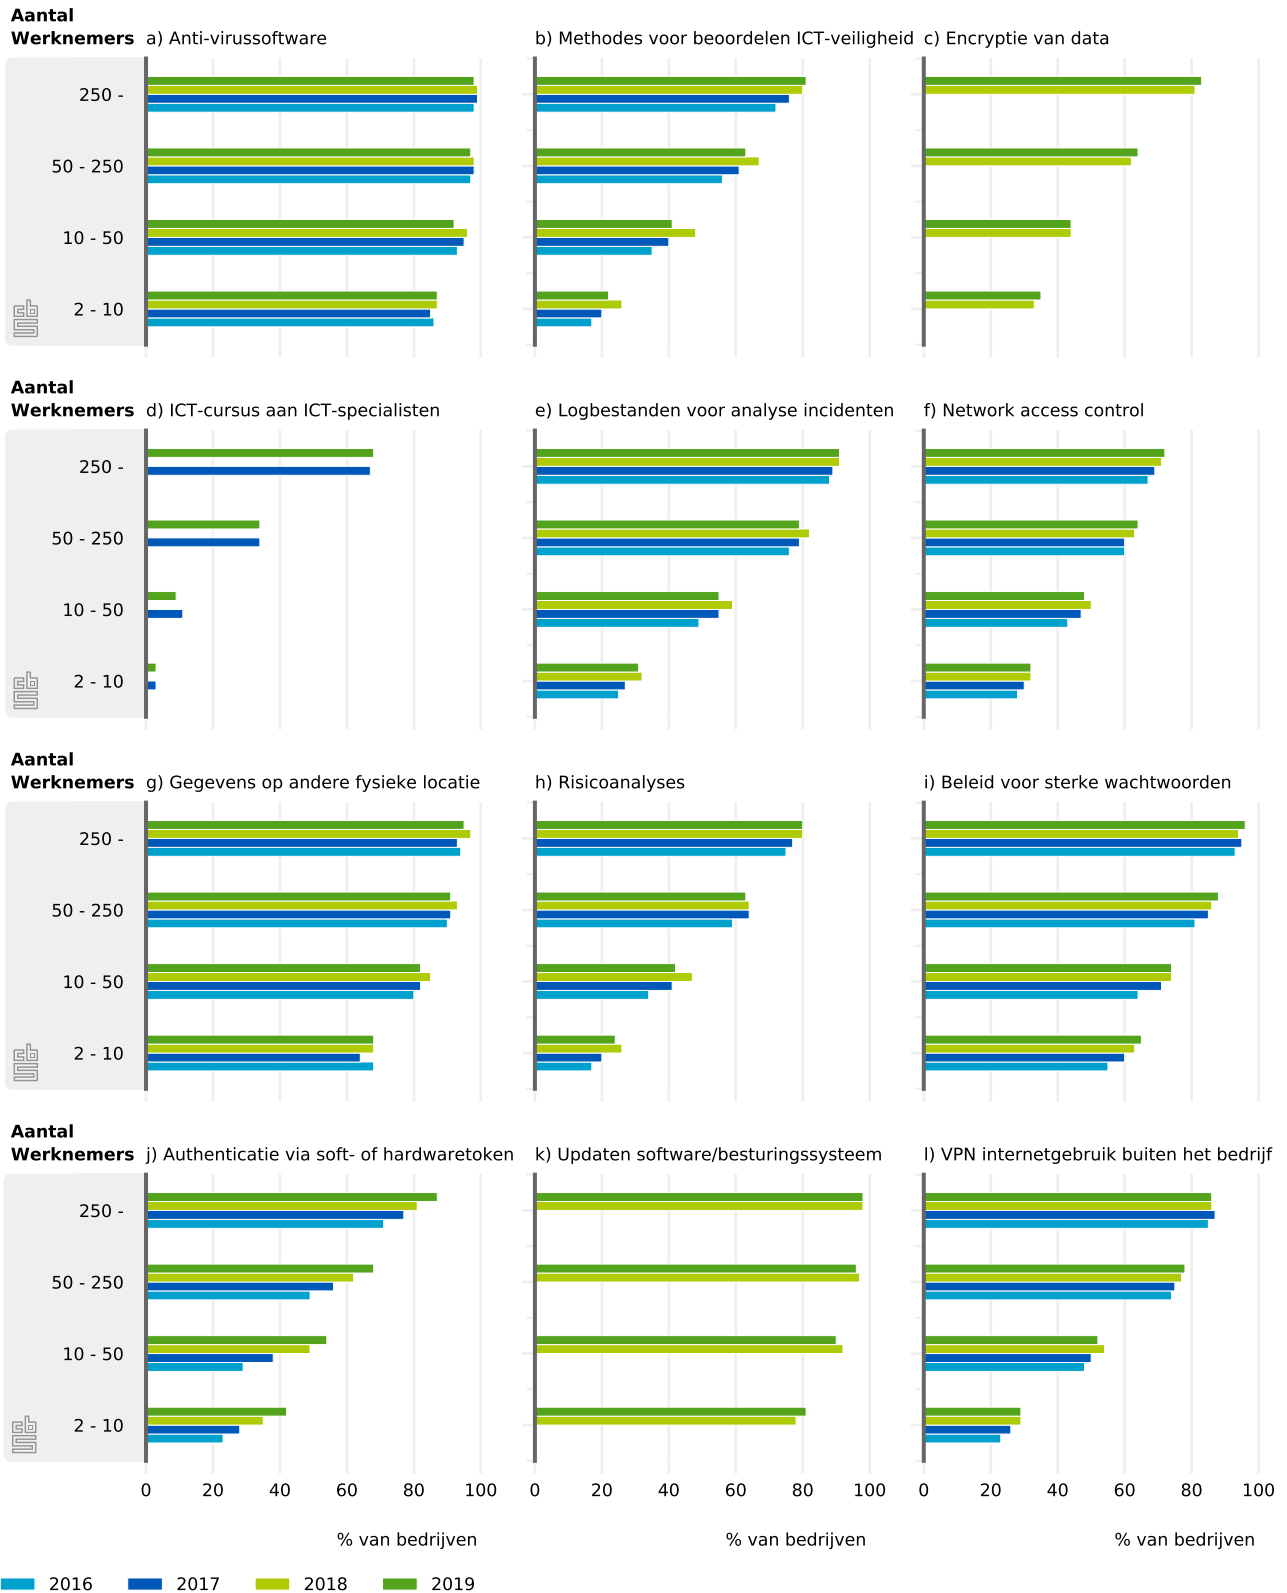 Aantal
Werknemers a) Anti-virussoftware b) Methodes voor beoordelen ICT-veiligheid c) Encryptie van data
250 -
50 - 250
10 - 50
2 - 10
Aantal
Werknemers d) ICT-cursus aan ICT-specialisten e) Logbestanden voor analyse incidenten f) Network access control
250 -
50 - 250
10 - 50
2 - 10
Aantal
Werknemers g) Gegevens op andere fysieke locatie h) Risicoanalyses i) Beleid voor sterke wachtwoorden
250 -
50 - 250
10 - 50
2 - 10
Aantal
Werknemers j) Authenticatie via soft- of hardwaretoken k) Updaten software/besturingssysteem l) VPN internetgebruik buiten het bedrijf
250 -
50 - 250
10 - 50
2 - 10
0 20 40 60 80 100 0 20 40 60 80 100 0 20 40 60 80 100
% van bedrijven % van bedrijven % van bedrijven
2016 2017 2018 2019